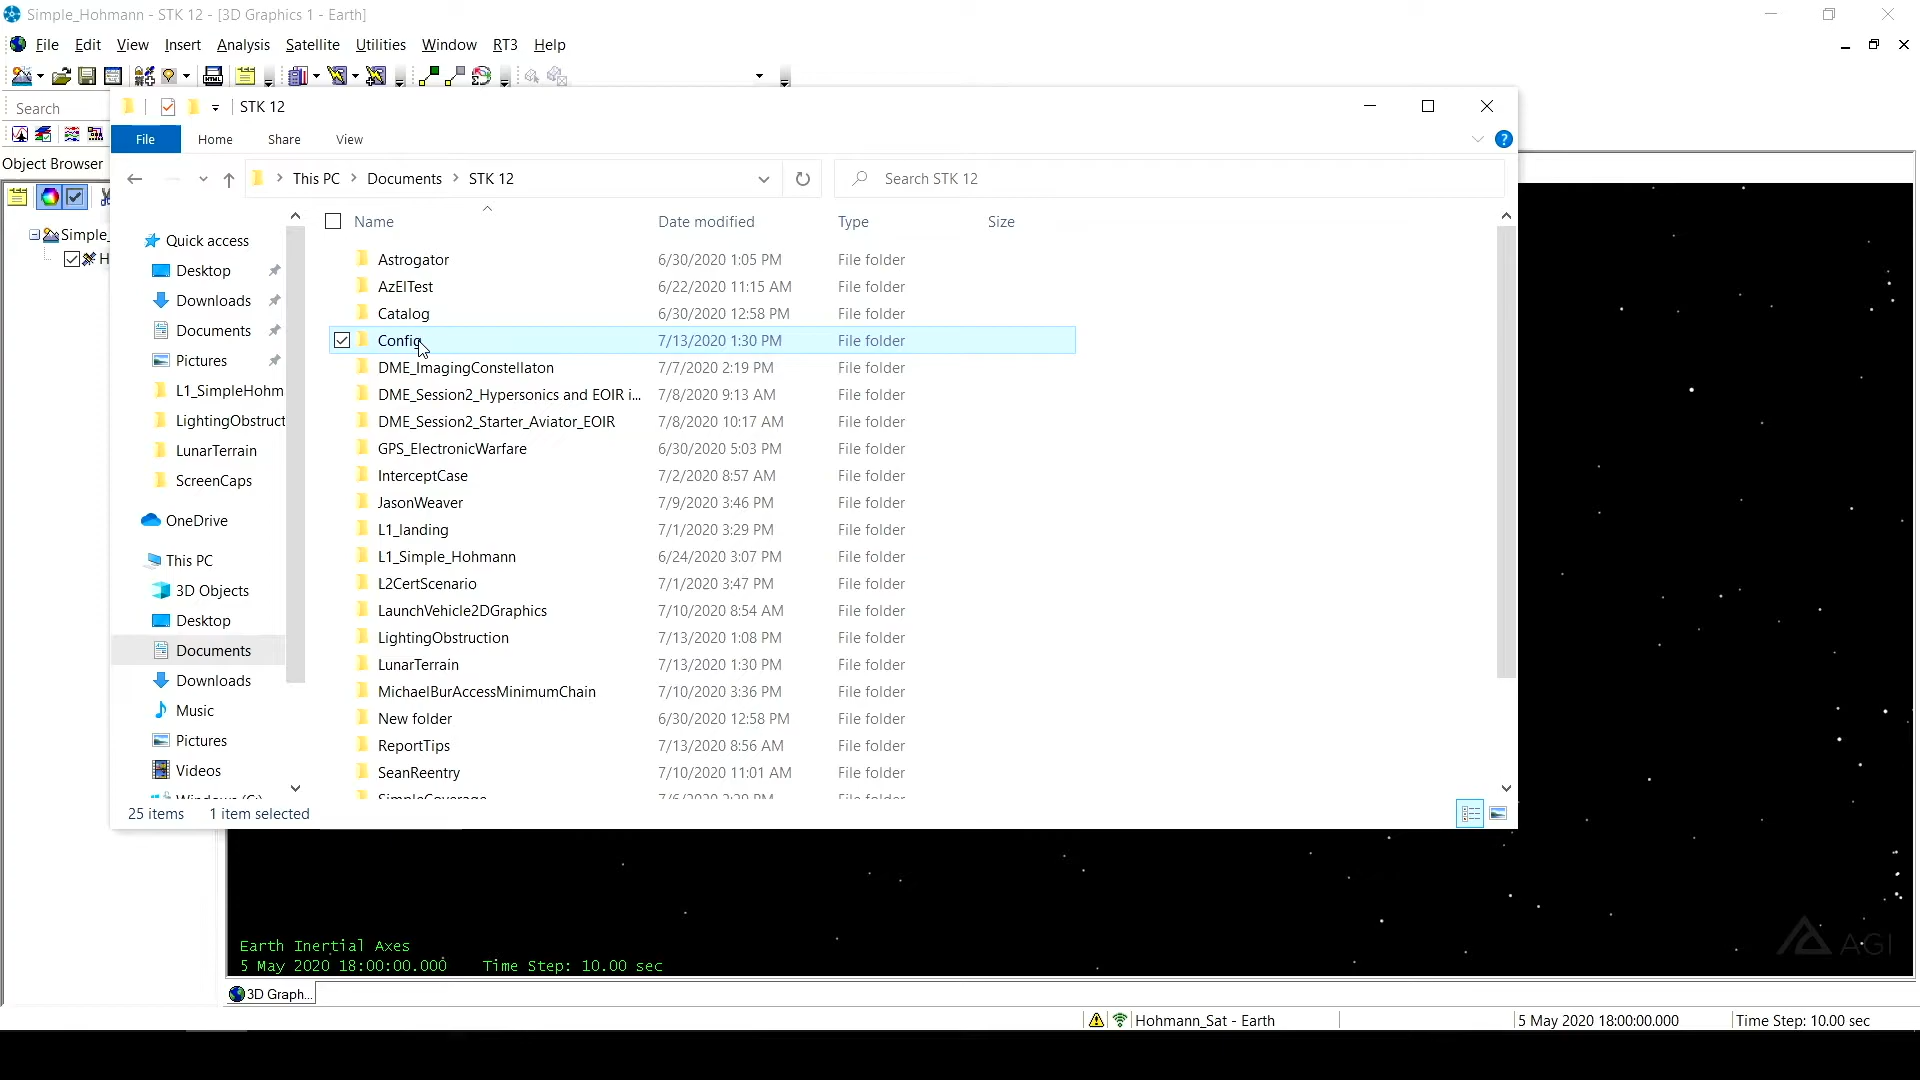 Simple_Hohmann - STK 12 - [3D Graphics 1 - Earth]
File Edit View Insert Analysis Satellite Utilities Window RT3 Help
HTML
STK 12
Search
File Home Share View
?
Object Browser
This PC > Documents > STK 12
Search STK 12
Name Date modified Type Size
Simple_
H
Quick access
Desktop
Downloads
Documents
Pictures
L1_SimpleHohm
LightingObstruct
LunarTerrain
ScreenCaps
OneDrive
This PC
3D Objects
Desktop
Documents
Downloads
Music
Pictures
Videos
Astrogator 6/30/2020 1:05 PM File folder
AzElTest 6/22/2020 11:15 AM File folder
Catalog 6/30/2020 12:58 PM File folder
Config 7/13/2020 1:30 PM File folder
DME_ImagingConstellaton 7/7/2020 2:19 PM File folder
DME_Session2_Hypersonics and EOIR i... 7/8/2020 9:13 AM File folder
DME_Session2_Starter_Aviator_EOIR 7/8/2020 10:17 AM File folder
GPS_ElectronicWarfare 6/30/2020 5:03 PM File folder
InterceptCase 7/2/2020 8:57 AM File folder
JasonWeaver 7/9/2020 3:46 PM File folder
L1_landing 7/1/2020 3:29 PM File folder
L1_Simple_Hohmann 6/24/2020 3:07 PM File folder
L2CertScenario 7/1/2020 3:47 PM File folder
LaunchVehicle2DGraphics 7/10/2020 8:54 AM File folder
LightingObstruction 7/13/2020 1:08 PM File folder
LunarTerrain 7/13/2020 1:30 PM File folder
MichaelBurAccessMinimumChain 7/10/2020 3:36 PM File folder
New folder 6/30/2020 12:58 PM File folder
ReportTips 7/13/2020 8:56 AM File folder
SeanReentry 7/10/2020 11:01 AM File folder
25 items 1 item selected
Earth Inertial Axes
5 May 2020 18:00:00.000 Time Step: 10.00 sec
AGI
3D Graph...
Hohmann_Sat - Earth 5 May 2020 18:00:00.000 Time Step: 10.00 sec